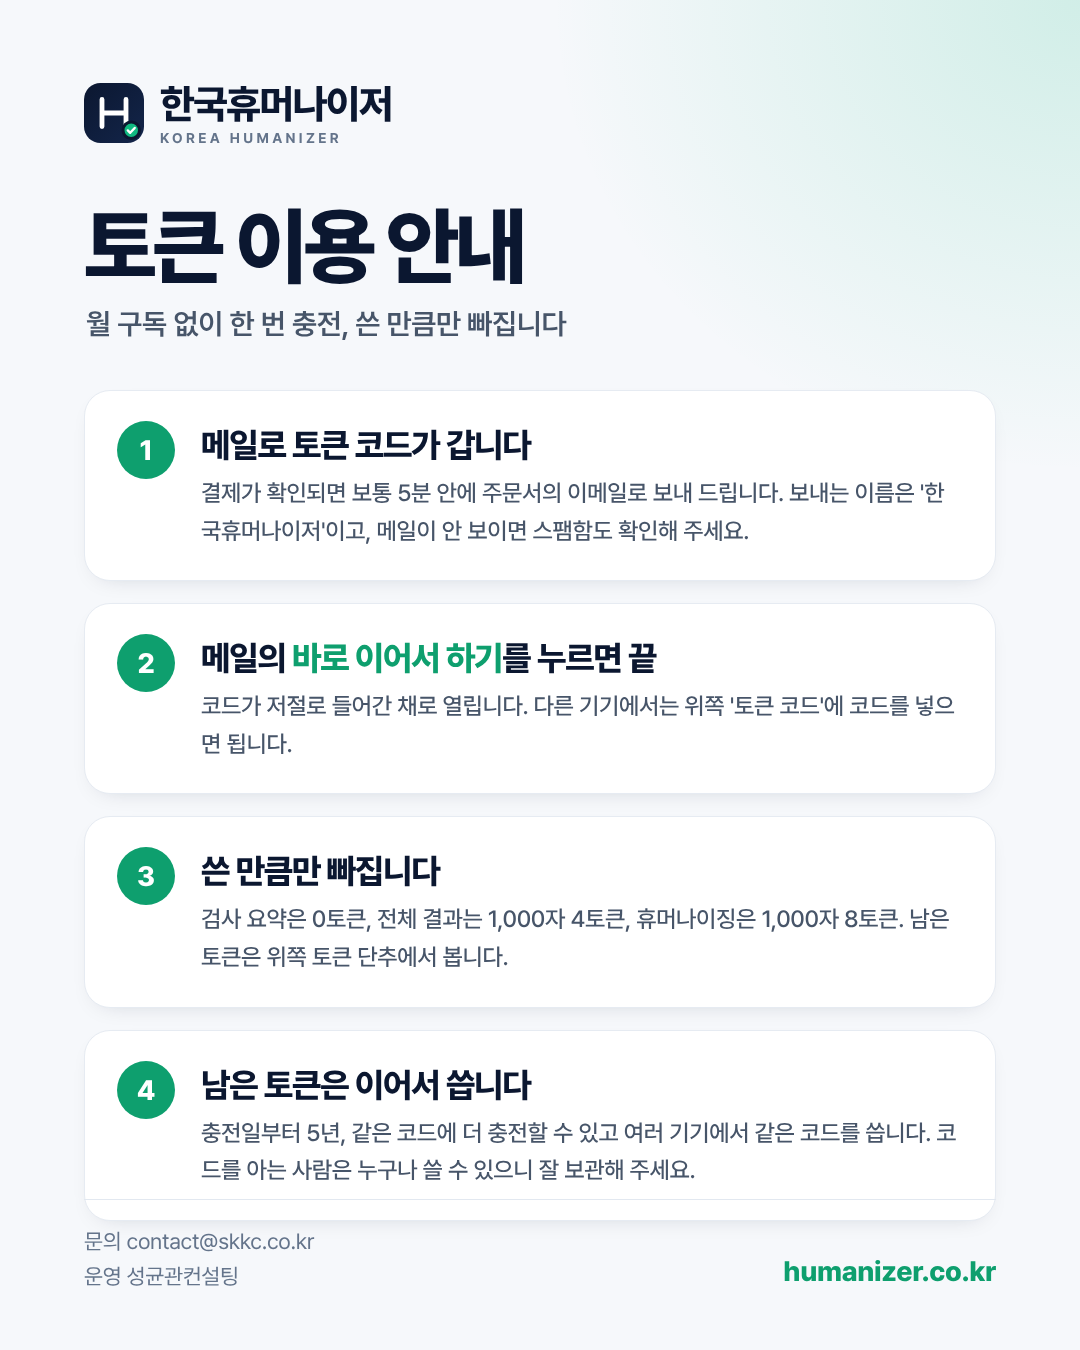 H
한국휴머나이저
KOREA HUMANIZER
토큰 이용 안내
월 구독 없이 한 번 충전, 쓴 만큼만 빠집니다
1
메일로 토큰 코드가 갑니다
결제가 확인되면 보통 5분 안에 주문서의 이메일로 보내 드립니다. 보내는 이름은 '한
국휴머나이저'이고, 메일이 안 보이면 스팸함도 확인해 주세요.
2
메일의 바로 이어서 하기를 누르면 끝
코드가 저절로 들어간 채로 열립니다. 다른 기기에서는 위쪽 '토큰 코드'에 코드를 넣으
면 됩니다.
3
쓴 만큼만 빠집니다
검사 요약은 0토큰, 전체 결과는 1,000자 4토큰, 휴머나이징은 1,000자 8토큰. 남은
토큰은 위쪽 토큰 단추에서 봅니다.
4
남은 토큰은 이어서 씁니다
충전일부터 5년, 같은 코드에 더 충전할 수 있고 여러 기기에서 같은 코드를 씁니다. 코
드를 아는 사람은 누구나 쓸 수 있으니 잘 보관해 주세요.
문의 contact@skkc.co.kr
운영 성균관컨설팅
humanizer.co.kr